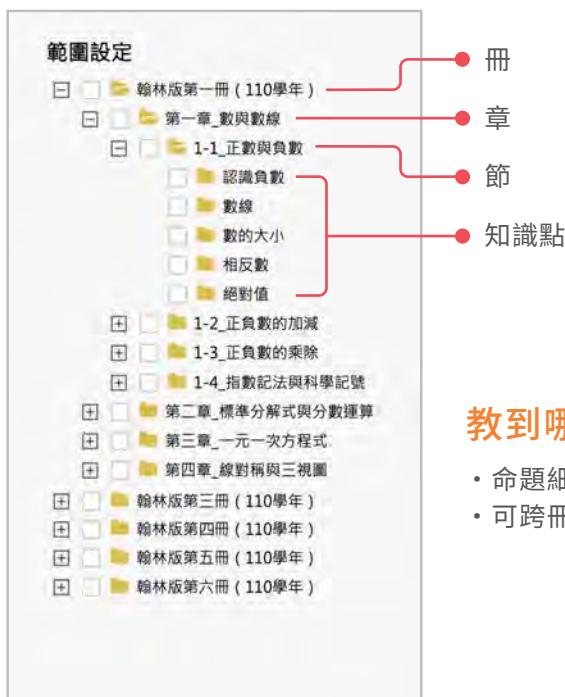 範圍設定
翰林版第一冊 ( 110學年 )
冊
第一章_數與數線
章
1-1_正數與負數
節
認識負數
數線
數的大小
知識點
相反數
絕對值
1-2_正負數的加減
1-3_正負數的乘除
1-4_指數記法與科學記號
第二章_標準分解式與分數運算
第三章_一元一次方程式
第四章_線對稱與三視圖
翰林版第三冊 ( 110學年 )
翰林版第四冊 ( 110學年 )
翰林版第五冊 ( 110學年 )
翰林版第六冊 ( 110學年 )
教到哪
・命題細
・可跨冊